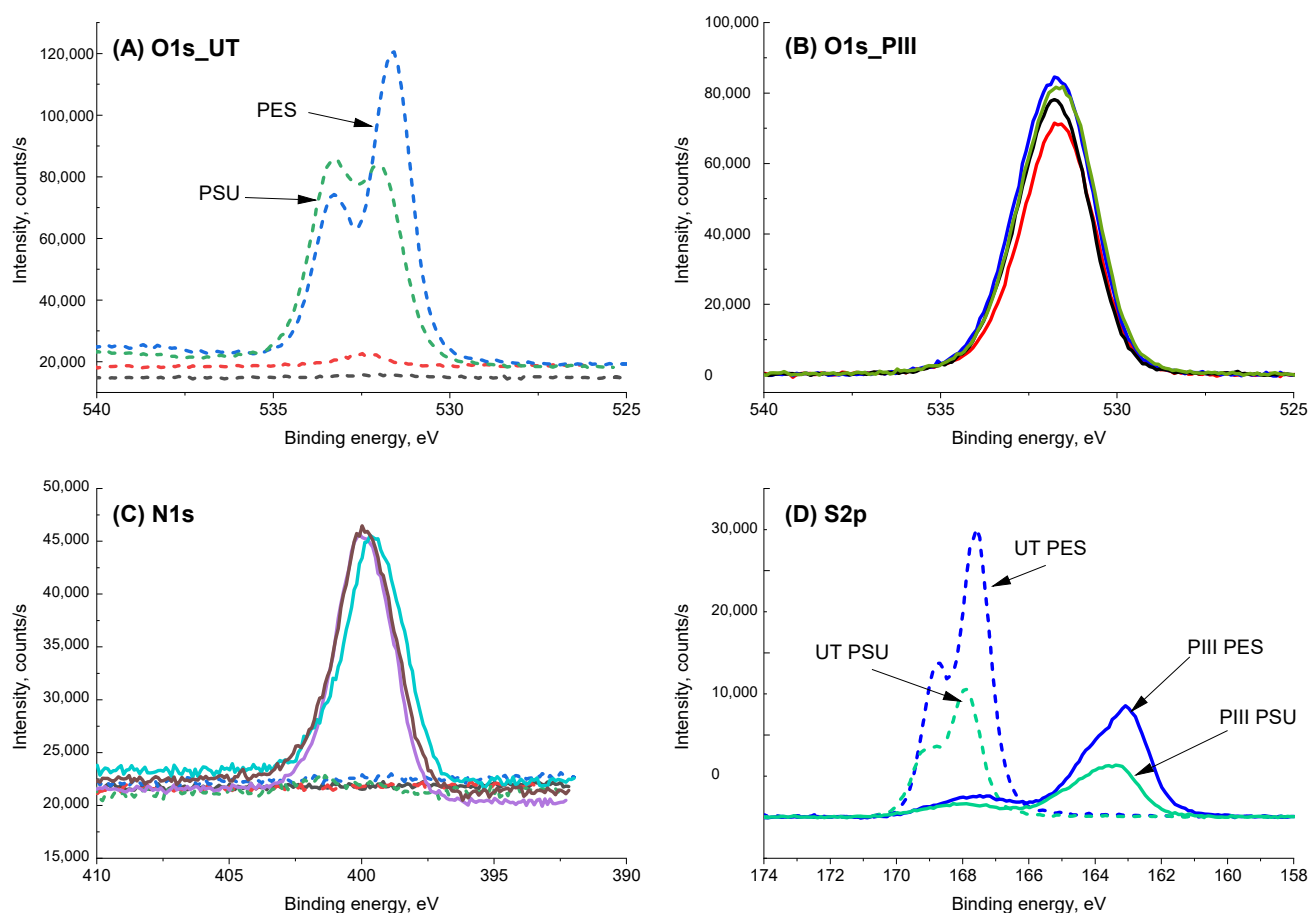 (A) O1s_UT
120,000
100,000
80,000
60,000
40,000
20,000
Intensity, counts/s
PES
PSU
540
535
530
525
Binding energy, eV
(B) O1s_PIII
100,000
80,000
60,000
40,000
20,000
0
Intensity, counts/s
540
535
530
525
Binding energy, eV
(C) N1s
50,000
45,000
40,000
35,000
30,000
25,000
20,000
15,000
Intensity, counts/s
410
405
400
395
390
Binding energy, eV
(D) S2p
30,000
20,000
10,000
0
Intensity, counts/s
UT PES
UT PSU
PIII PES
PIII PSU
174
172
170
168
166
164
162
160
158
Binding energy, eV